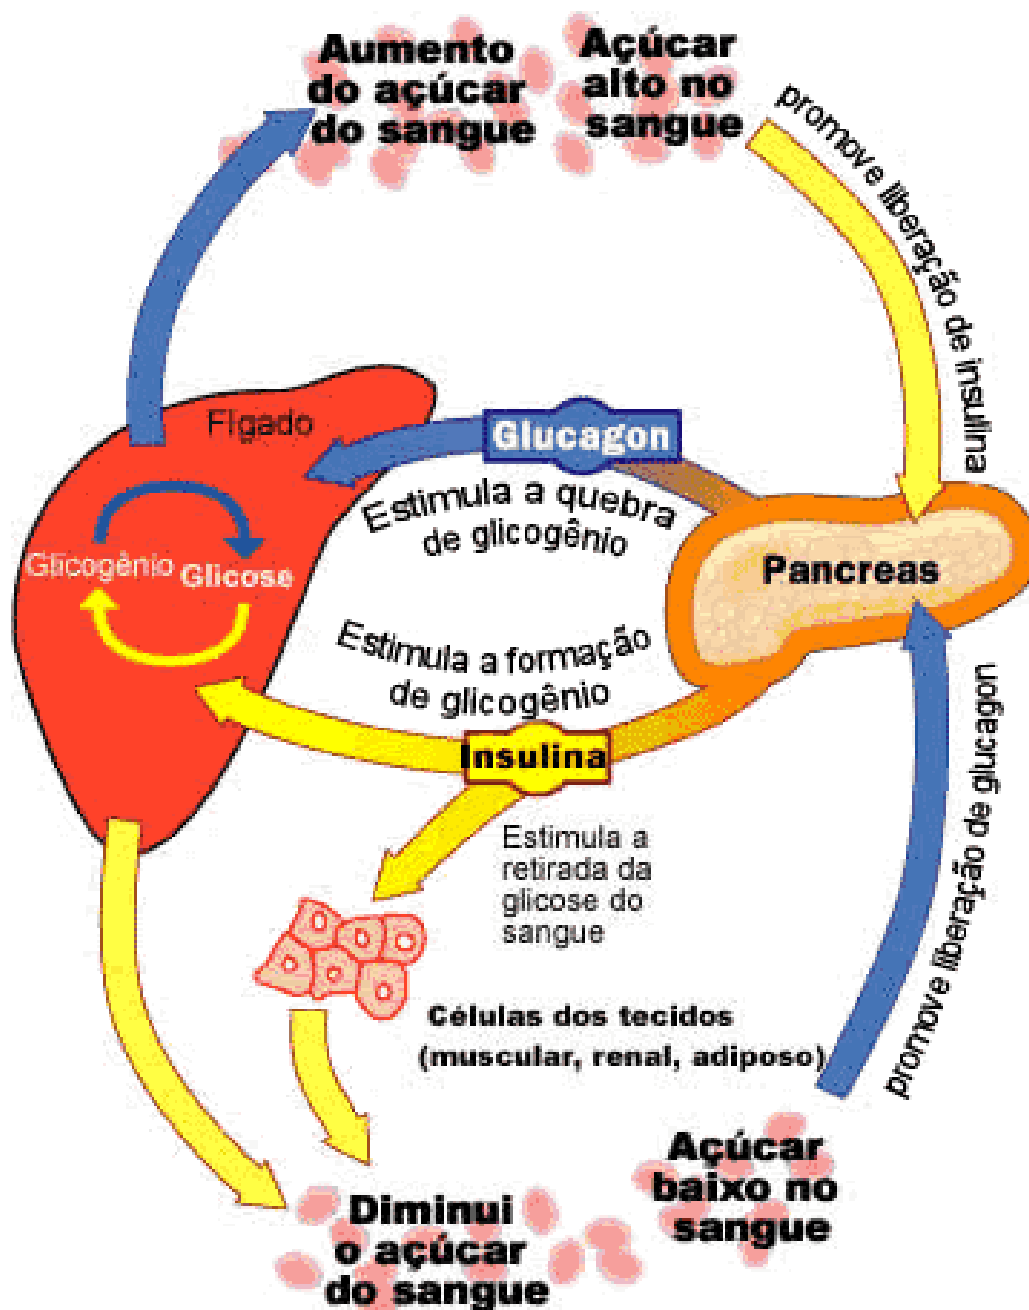 Aumento
do açúcar
do sangue
Açúcar
alto no
sangue
promove liberação de insulina
Fígado
Glucagon
Estimula a quebra
de glicogênio
Glicogênio
Glicose
Pancreas
Estimula a formação
de glicogênio
Insulina
Estimula a
retirada da
glicose do
sangue
promove liberação de glucagon
Células dos tecidos
(muscular, renal, adiposo)
Açúcar
baixo no
sangue
Diminui
o açúcar
do sangue